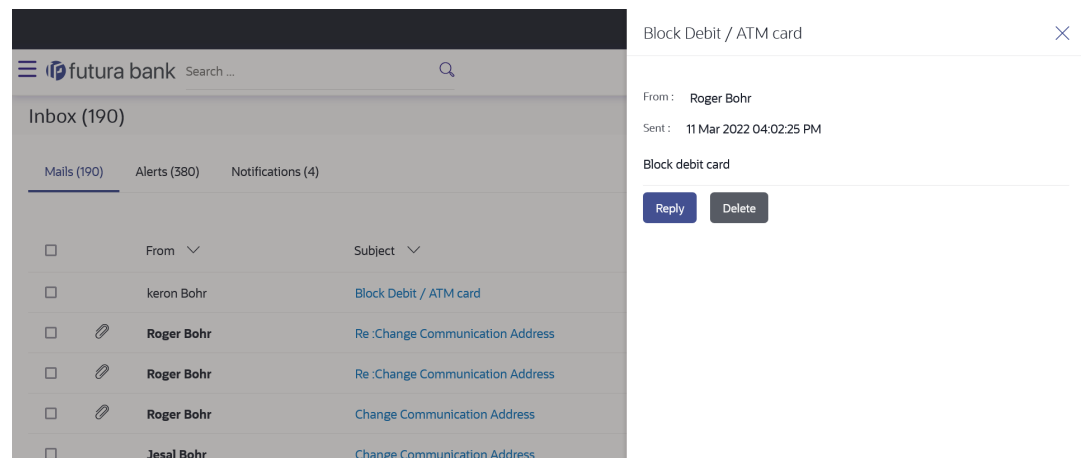 futura bank Search ...
Inbox (190)
Mails (190) Alerts (380) Notifications (4)
From Subject
keron Bohr Block Debit / ATM card
Roger Bohr Re :Change Communication Address
Roger Bohr Re :Change Communication Address
Roger Bohr Change Communication Address
Jesal Bohr Change Communication Address
Block Debit / ATM card
From : Roger Bohr
Sent : 11 Mar 2022 04:02:25 PM
Block debit card
Reply Delete